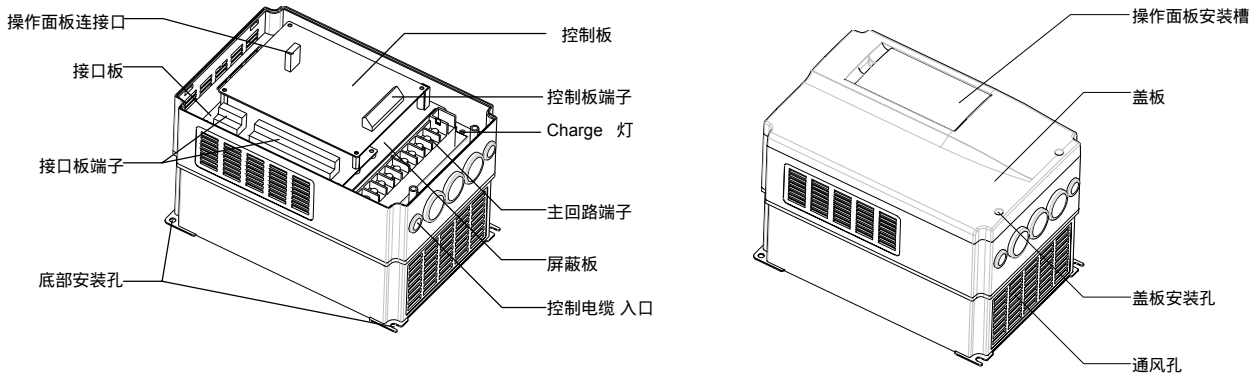 操作面板连接口
接口板
接口板端子
底部安装孔
控制板
控制板端子
Charge 灯
主回路端子
屏蔽板
控制电缆 入口
操作面板安装槽
盖板
盖板安装孔
通风孔